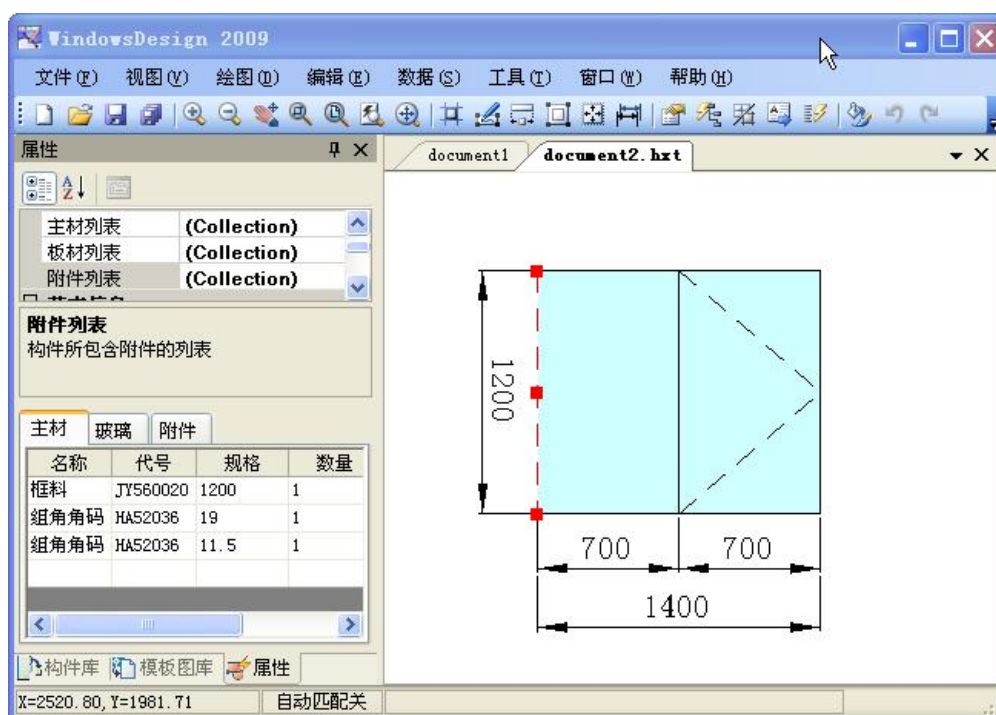 WindowsDesign 2009
文件(F) 视图(V) 绘图(D) 编辑(E) 数据(S) 工具(T) 窗口(W) 帮助(H)
属性
document1 document2.hxt
主材列表 (Collection)
板材列表 (Collection)
附件列表 (Collection)
附件列表
构件所包含附件的列表
主材 玻璃 附件
名称 代号 规格 数量
框料 JY560020 1200 1
组角角码 HA52036 19 1
组角角码 HA52036 11.5 1
1200
700 700
1400
构件库 模板图库 属性
X=2520.80,Y=1981.71 自动匹配关